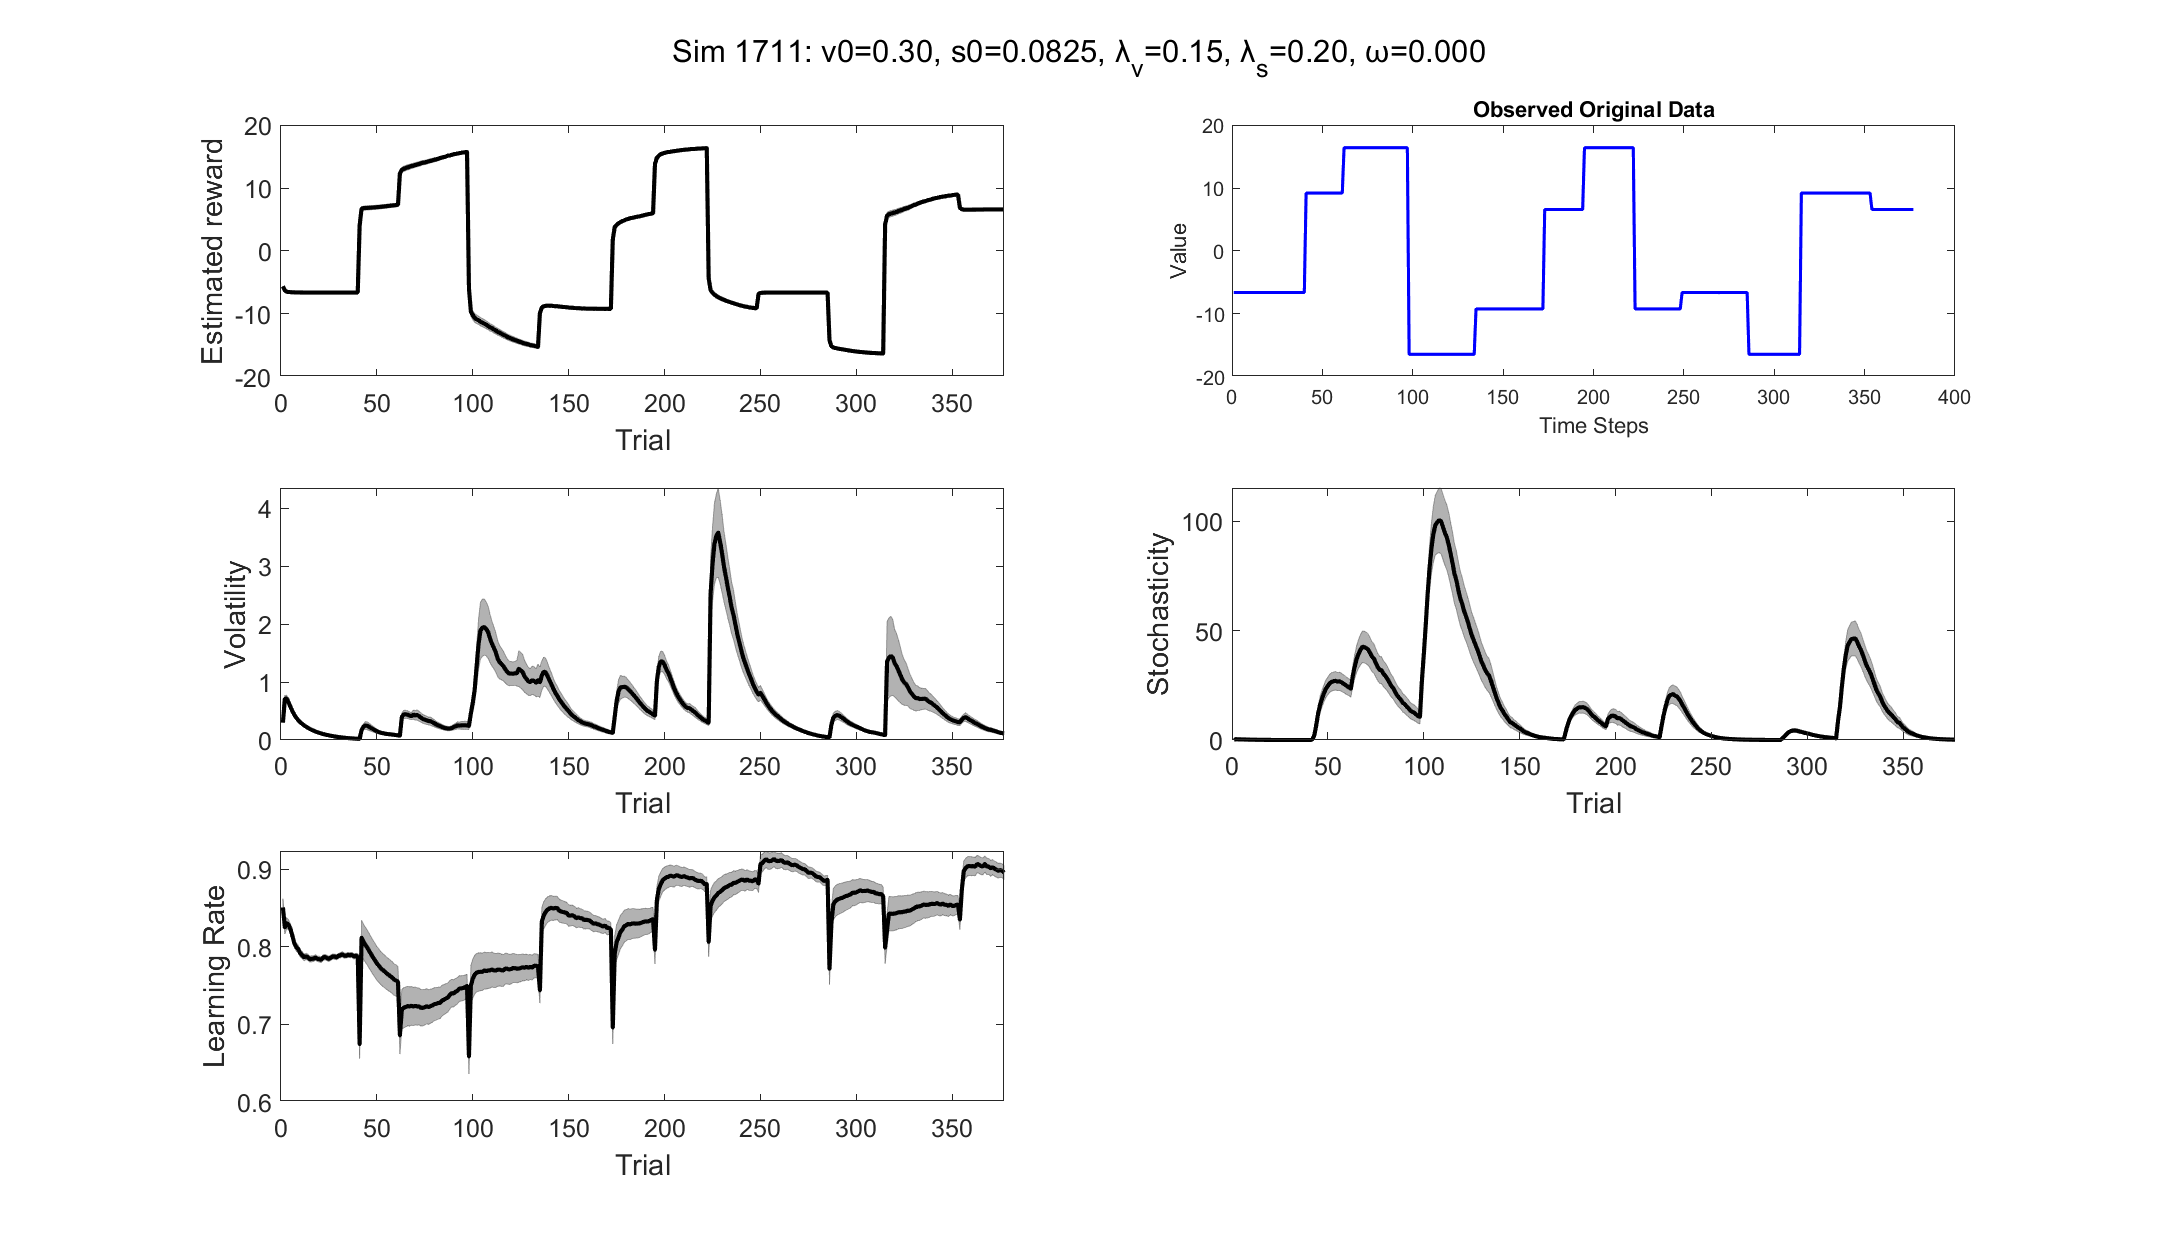 Sim 1711: v0=0.30, s0=0.0825, λ_v=0.15, λ_s=0.20, ω=0.000
Estimated reward
20
10
0
-10
-20
0 50 100 150 200 250 300 350
Trial
Observed Original Data
Value
20
10
0
-10
-20
0 50 100 150 200 250 300 350 400
Time Steps
Volatility
4
3
2
1
0
0 50 100 150 200 250 300 350
Trial
Stochasticity
100
50
0
0 50 100 150 200 250 300 350
Trial
Learning Rate
0.9
0.8
0.7
0.6
0 50 100 150 200 250 300 350
Trial